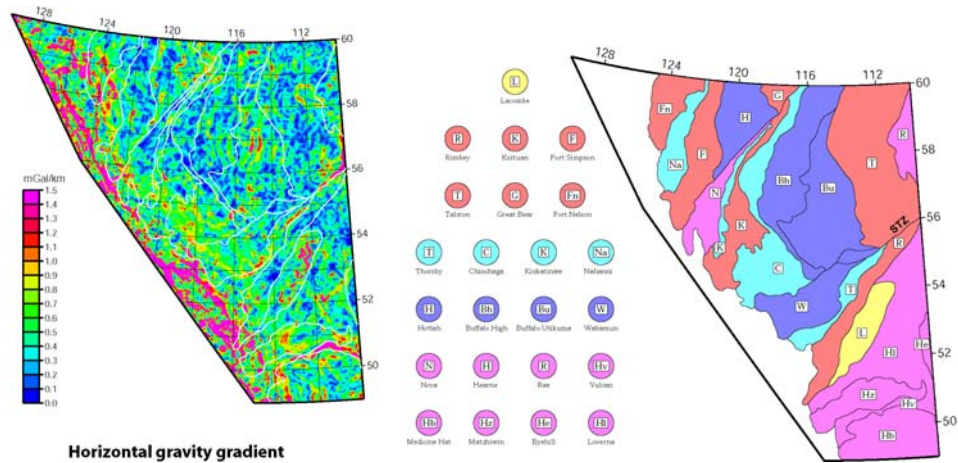 128
124
120
116
112
60
58
56
54
52
50
mGal/km
1.5
1.4
1.3
1.2
1.1
1.0
0.9
0.8
0.7
0.6
0.5
0.4
0.3
0.2
0.1
0.0
Horizontal gravity gradient
L
Lacombe
R K F
Rimbey Ksituan Fort Simpson
T G Fn
Talston Great Bear Fort Nelson
T C K Na
Thorsby Chinchaga Kiskatinaw Nahanni
H Bh Bu W
Hottah Buffalo High Buffalo Utikuma Wabamun
N H R Hv
Nova Hearne Rae Vulcan
Hb Hz He Hl
Medicine Hat Matzhiwin Eyehill Loverna
128
124
120
116
112
60
58
56
54
52
50
Fn
Na
F
H
G
N
K
K
Bh
Bu
T
R
STZ
R
C
W
T
L
Hl
He
Hz
Hv
Hb